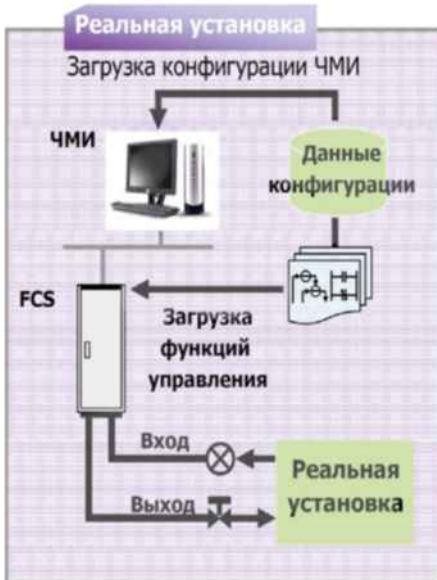 Реальная установка
Загрузка конфигурации ЧМИ
ЧМИ
Данные
конфигурации
FCS
Загрузка
функций
управления
Вход
Выход
Реальная
установка